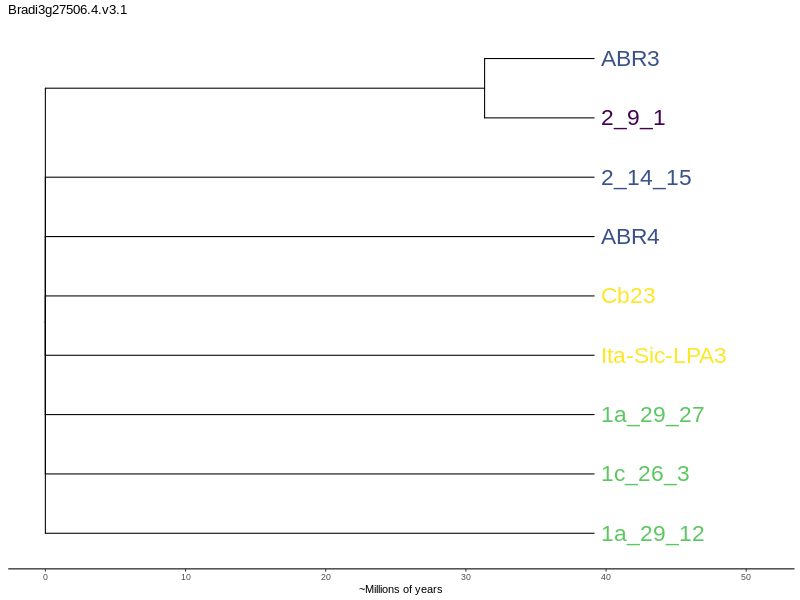 Bradi3g27506.4.v3.1
ABR3
2_9_1
2_14_15
ABR4
Cb23
Ita-Sic-LPA3
1a_29_27
1c_26_3
1a_29_12
0 10 20 30 40 50
~Millions of years